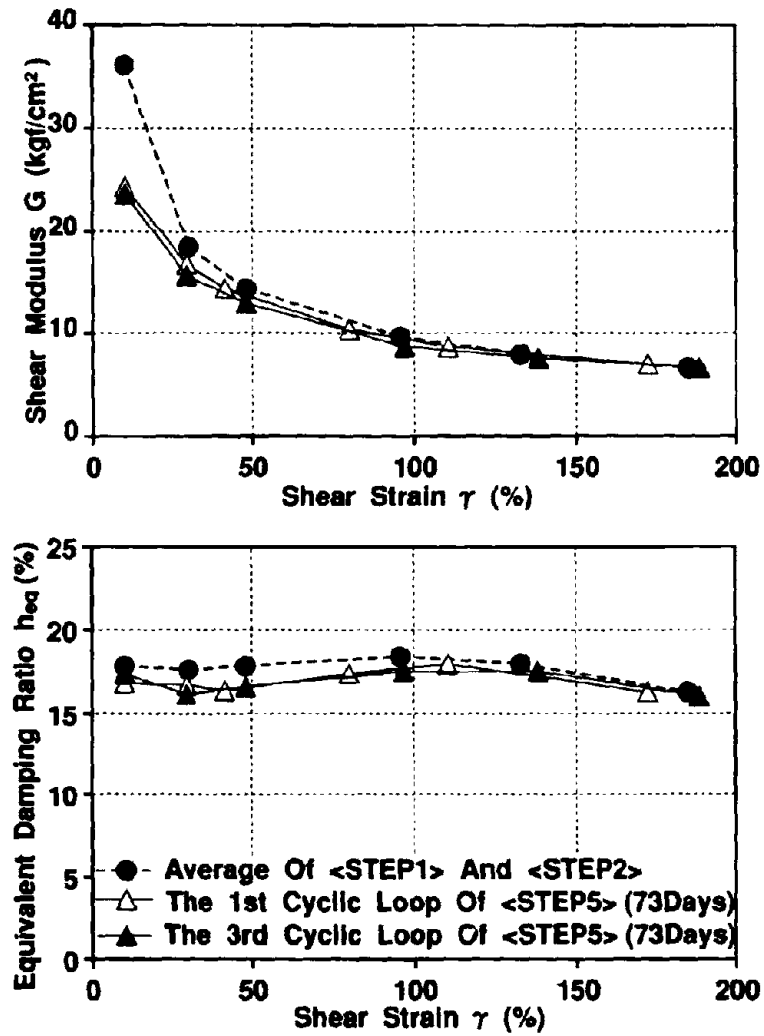 Shear Modulus G (kgf/cm²)
40
30
20
10
0
0 50 100 150 200
Shear Strain γ (%)
Equivalent Damping Ratio heq (%)
25
20
15
10
5
0
Average Of <STEP1> And <STEP2>
The 1st Cyclic Loop Of <STEP5> (73Days)
The 3rd Cyclic Loop Of <STEP5> (73Days)
0 50 100 150 200
Shear Strain γ (%)